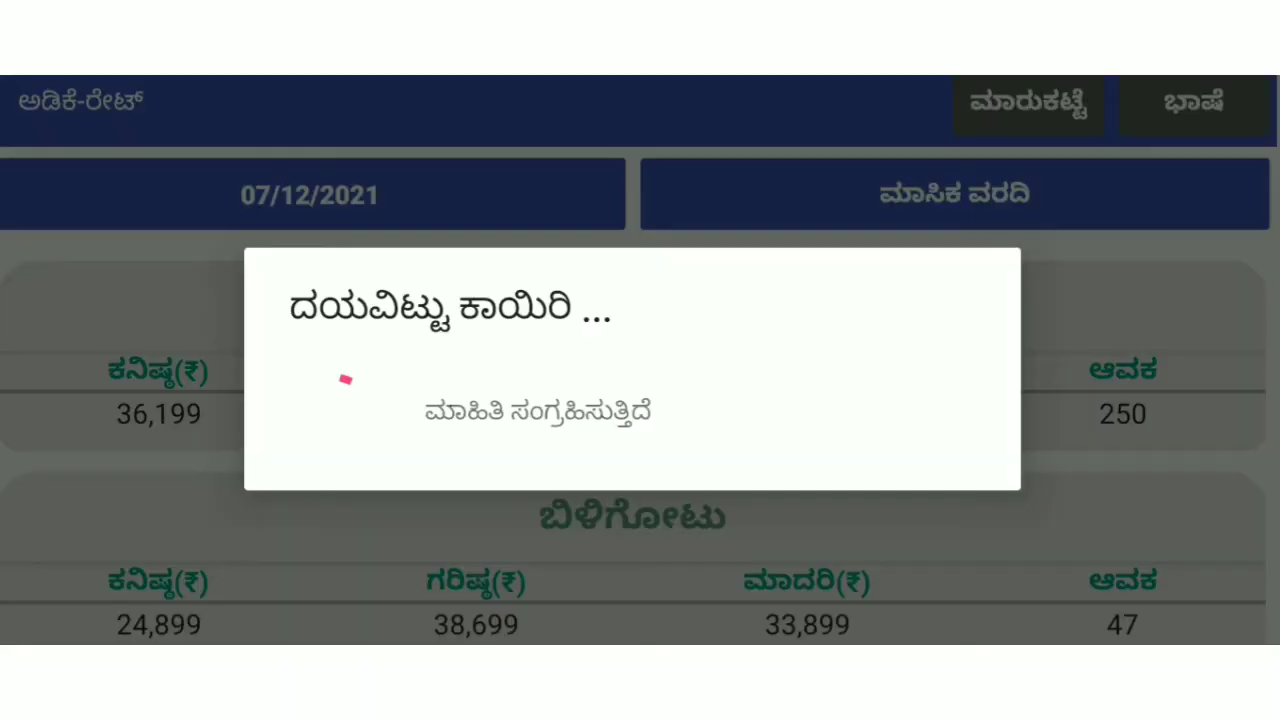 ಅಡಿಕೆ-ರೇಟ್ ಮಾರುಕಟ್ಟೆ ಭಾಷೆ
07/12/2021 ಮಾಸಿಕ ವರದಿ
ದಯವಿಟ್ಟು ಕಾಯಿರಿ ...
ಕನಿಷ್ಠ(₹) ಆವಕ
ಮಾಹಿತಿ ಸಂಗ್ರಹಿಸುತ್ತಿದೆ
36,199 250
ಬಿಳಿಗೋಟು
ಕನಿಷ್ಠ(₹) ಗರಿಷ್ಠ(₹) ಮಾದರಿ(₹) ಆವಕ
24,899 38,699 33,899 47